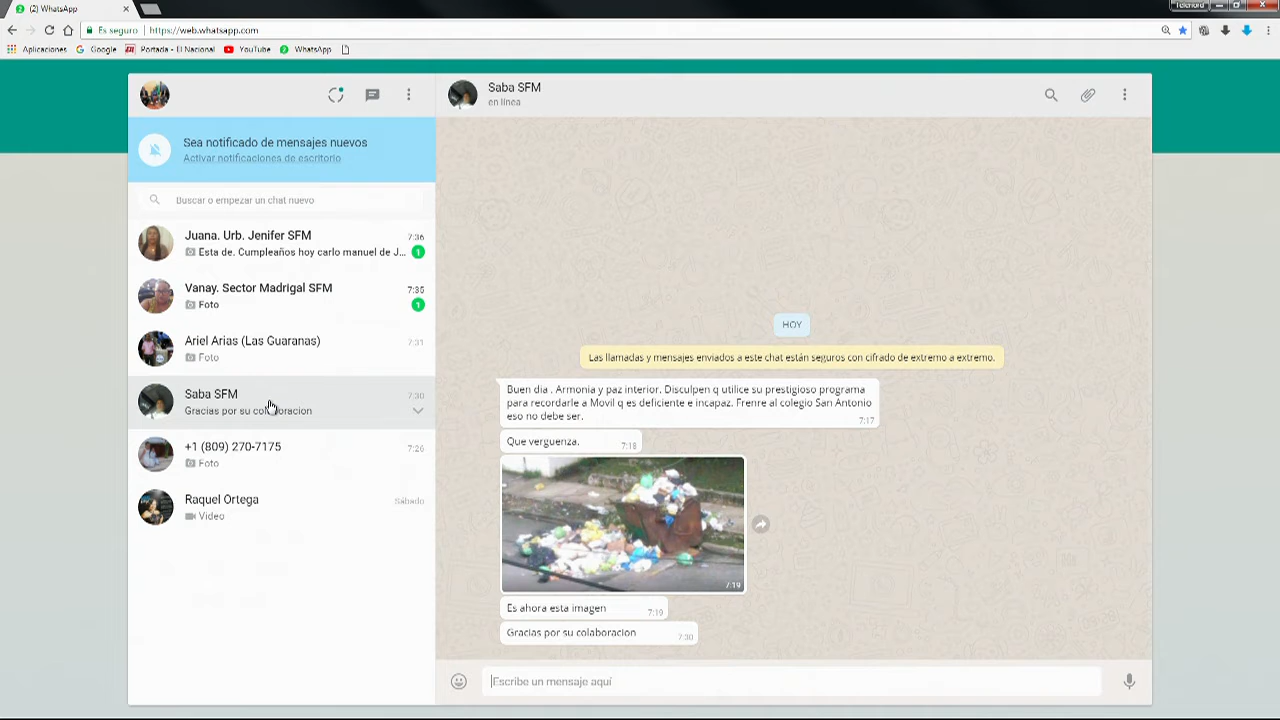 (2) WhatsApp
Telenord
Es seguro
https://web.whatsapp.com
Aplicaciones
Google
Portada - El Nacional
YouTube
WhatsApp
Sea notificado de mensajes nuevos
Activar notificaciones de escritorio
Buscar o empezar un chat nuevo
Juana. Urb. Jenifer SFM
7:36
Esta de. Cumpleaños hoy carlo manuel de J...
1
Vanay. Sector Madrigal SFM
7:35
Foto
1
Ariel Arias (Las Guaranas)
7:31
Foto
Saba SFM
7:30
Gracias por su colaboracion
+1 (809) 270-7175
7:26
Foto
Raquel Ortega
Sábado
Video
Saba SFM
en línea
HOY
Las llamadas y mensajes enviados a este chat están seguros con cifrado de extremo a extremo.
Buen dia . Armonia y paz interior. Disculpen q utilice su prestigioso programa
para recordarle a Movil q es deficiente e incapaz. Frenre al colegio San Antonio
eso no debe ser.
7:17
Que verguenza.
7:18
7:19
Es ahora esta imagen
7:19
Gracias por su colaboracion
7:30
Escribe un mensaje aquí